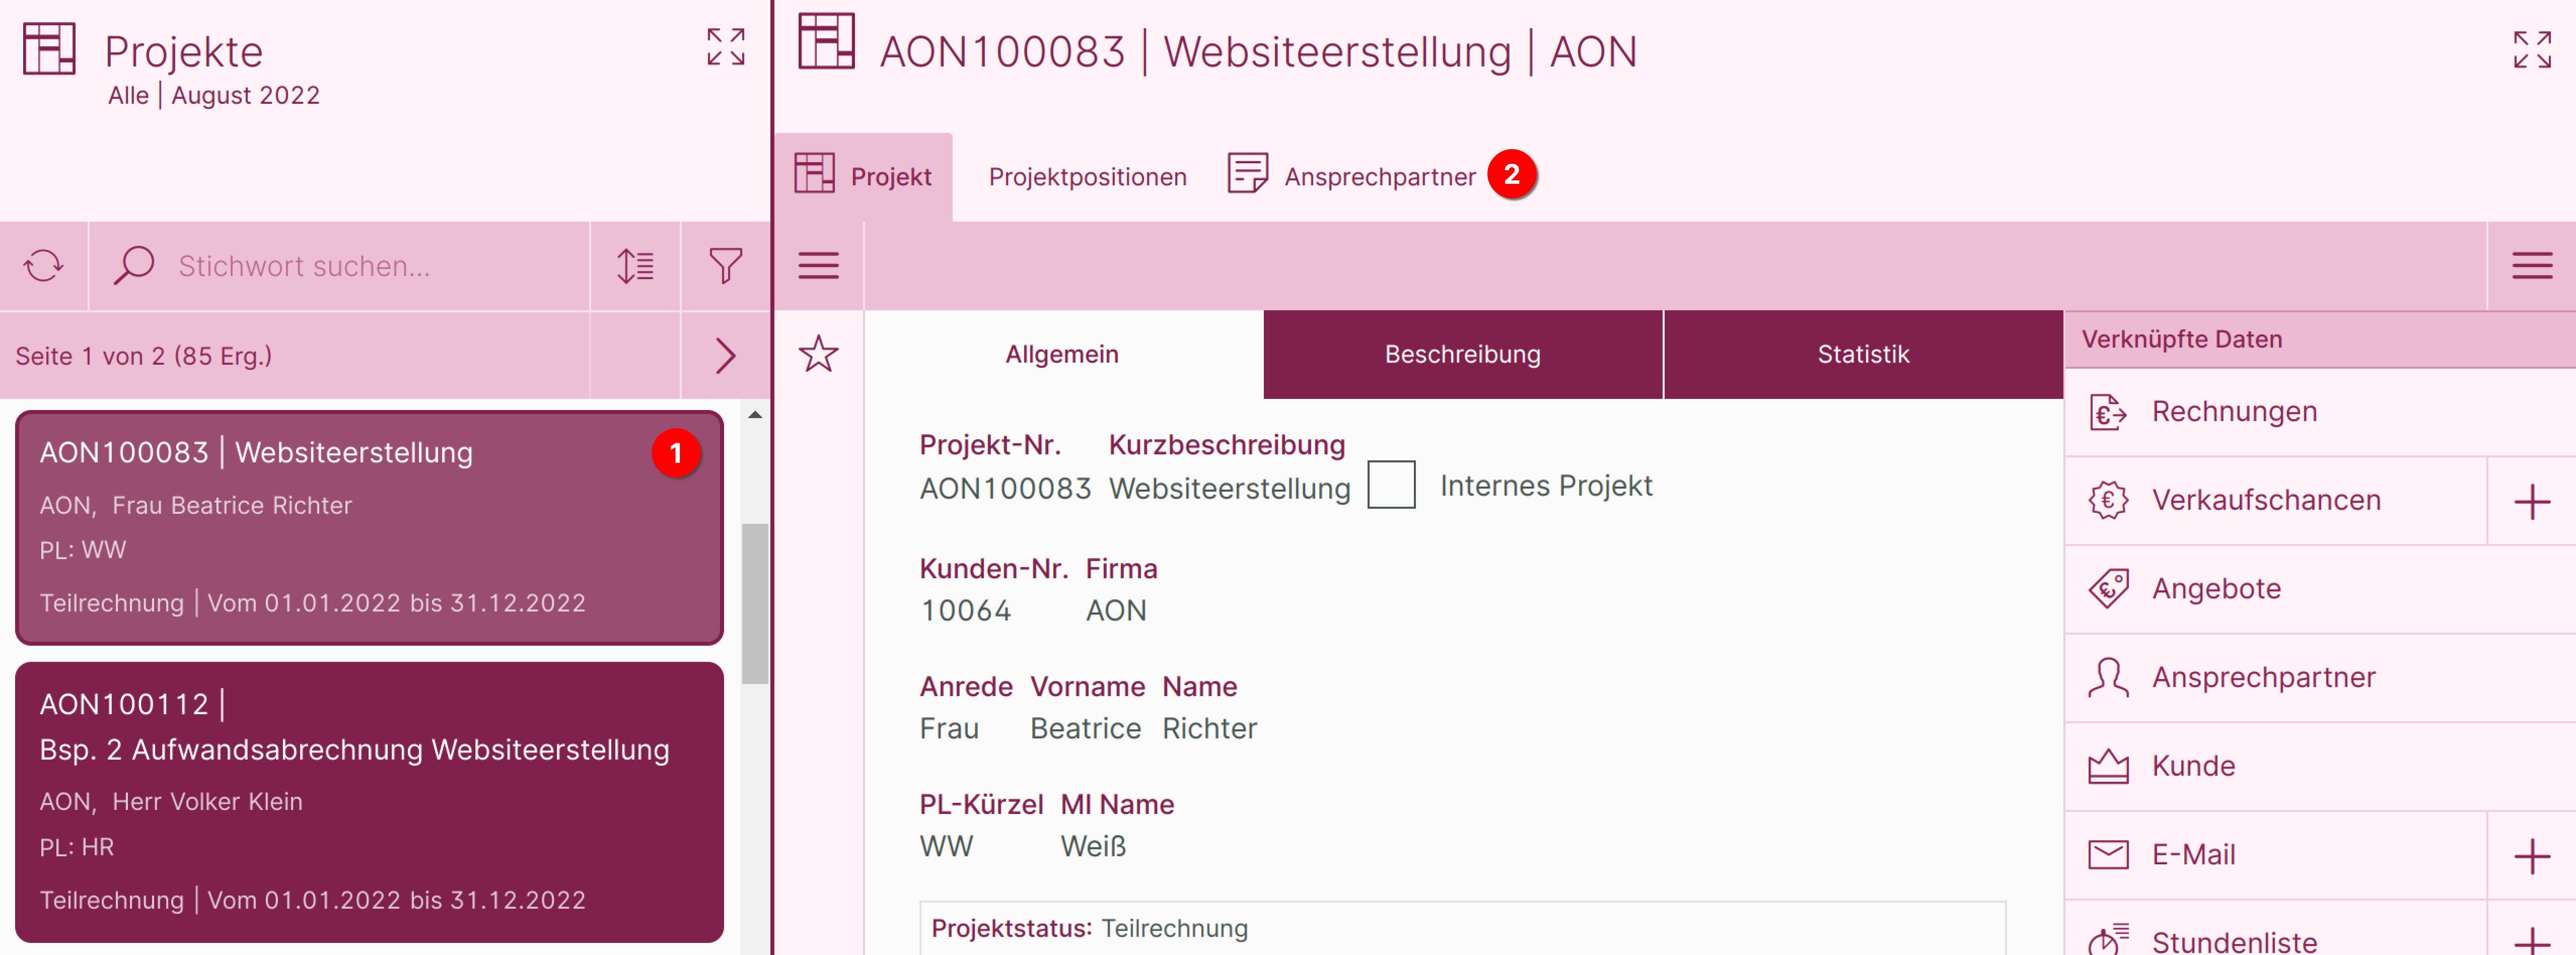 Projekte
Alle | August 2022
Stichwort suchen...
Seite 1 von 2 (85 Erg.)
AON100083 | Websiteerstellung
1
AON, Frau Beatrice Richter
PL: WW
Teilrechnung | Vom 01.01.2022 bis 31.12.2022
AON100112 |
Bsp. 2 Aufwandsabrechnung Websiteerstellung
AON, Herr Volker Klein
PL: HR
Teilrechnung | Vom 01.01.2022 bis 31.12.2022
AON100083 | Websiteerstellung | AON
Projekt Projektpositionen Ansprechpartner 2
Allgemein Beschreibung Statistik
Projekt-Nr. Kurzbeschreibung
AON100083 Websiteerstellung Internes Projekt
Kunden-Nr. Firma
10064 AON
Anrede Vorname Name
Frau Beatrice Richter
PL-Kürzel MI Name
WW Weiß
Projektstatus: Teilrechnung
Verknüpfte Daten
Rechnungen
Verkaufschancen
Angebote
Ansprechpartner
Kunde
E-Mail
Stundenliste